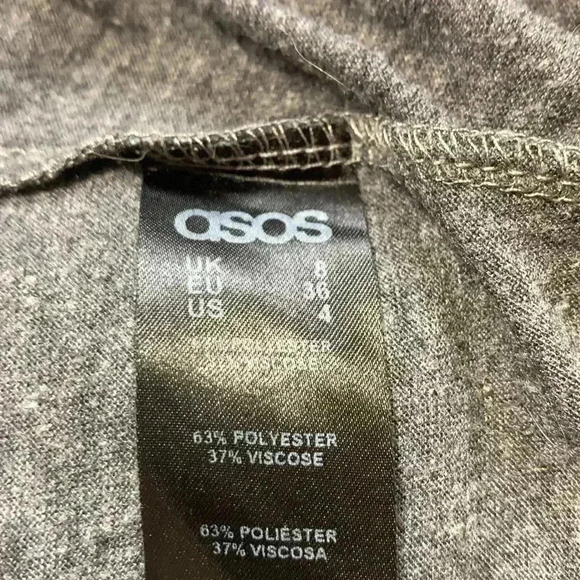 asos
UK 8
EU 36
US 4
63% POLYESTER
37% VISCOSE
63% POLIÉSTER
37% VISCOSA